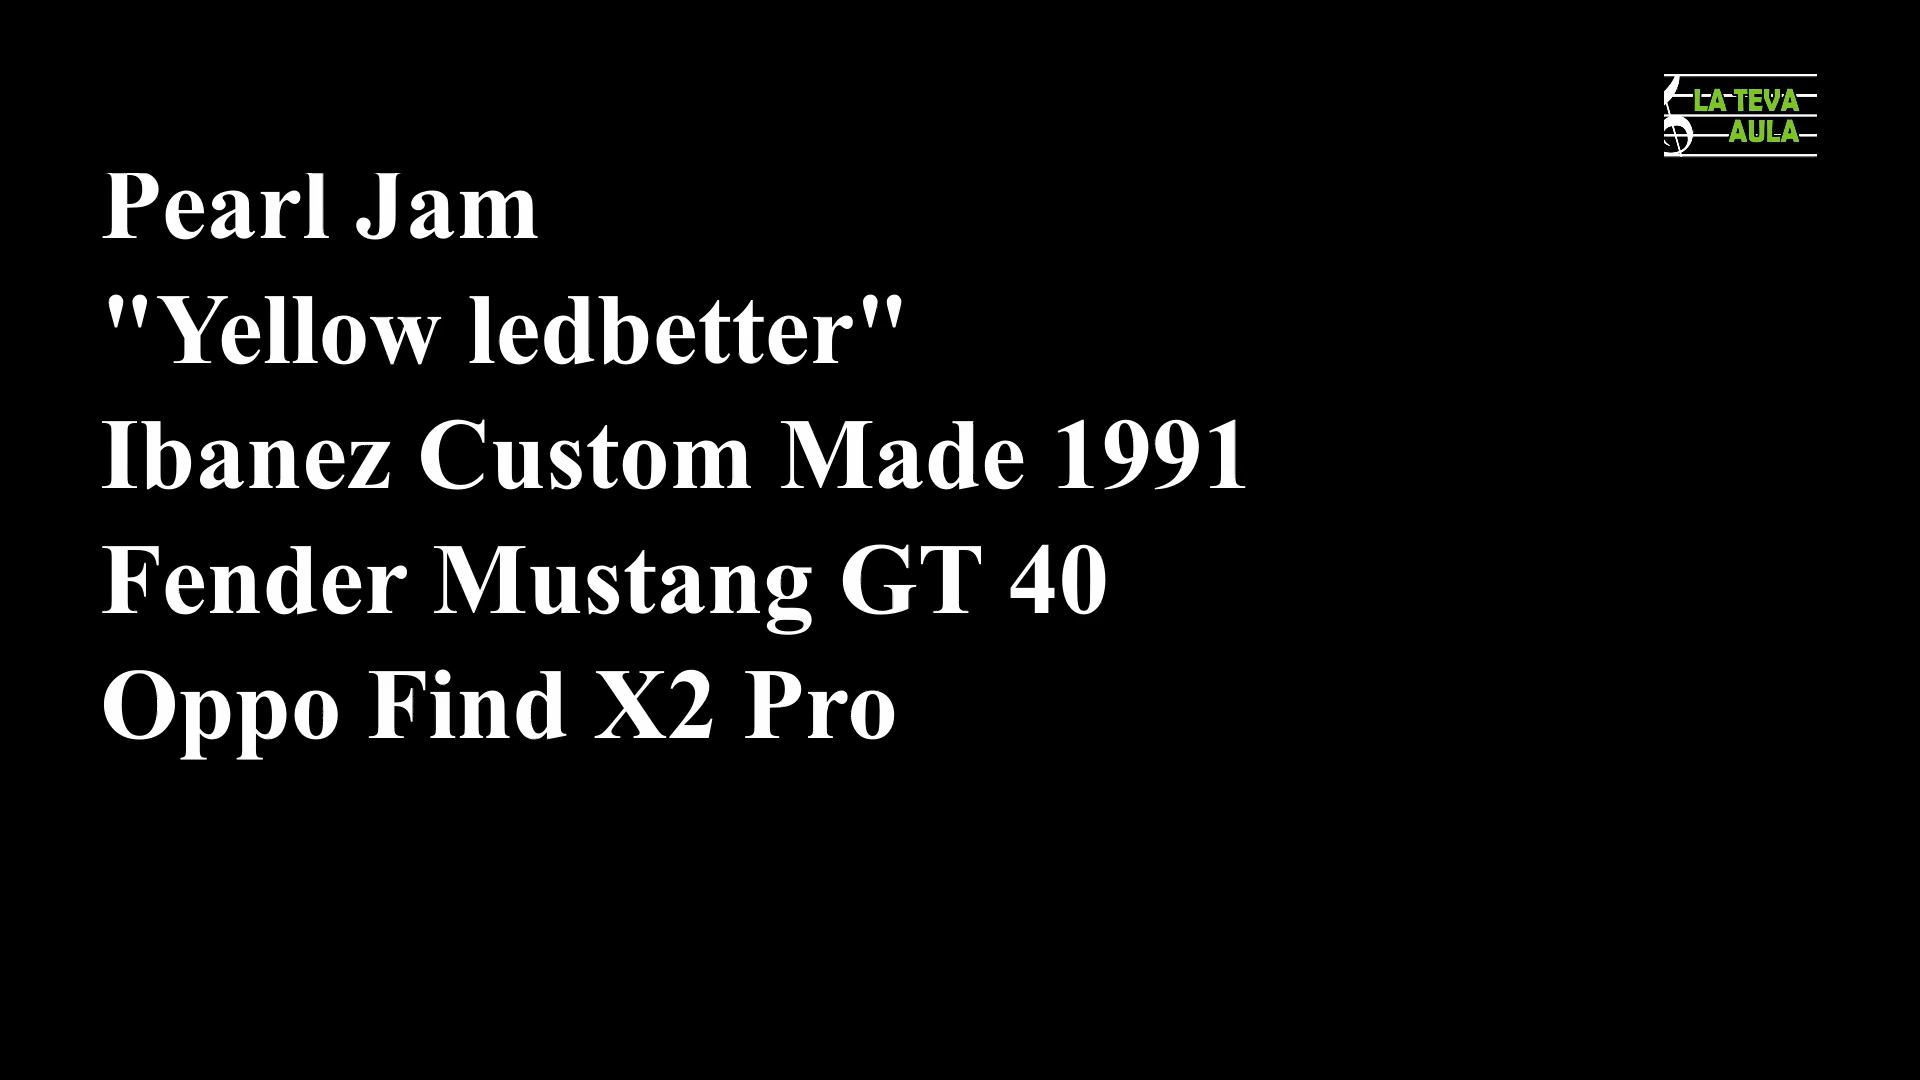 LA TEVA
AULA
Pearl Jam
"Yellow ledbetter"
Ibanez Custom Made 1991
Fender Mustang GT 40
Oppo Find X2 Pro